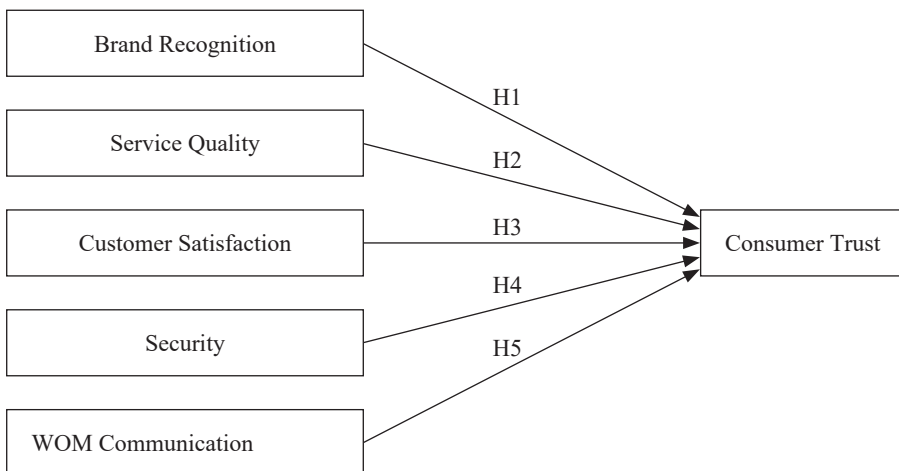 Brand Recognition
H1
Service Quality
H2
Customer Satisfaction
H3
Consumer Trust
H4
Security
H5
WOM Communication